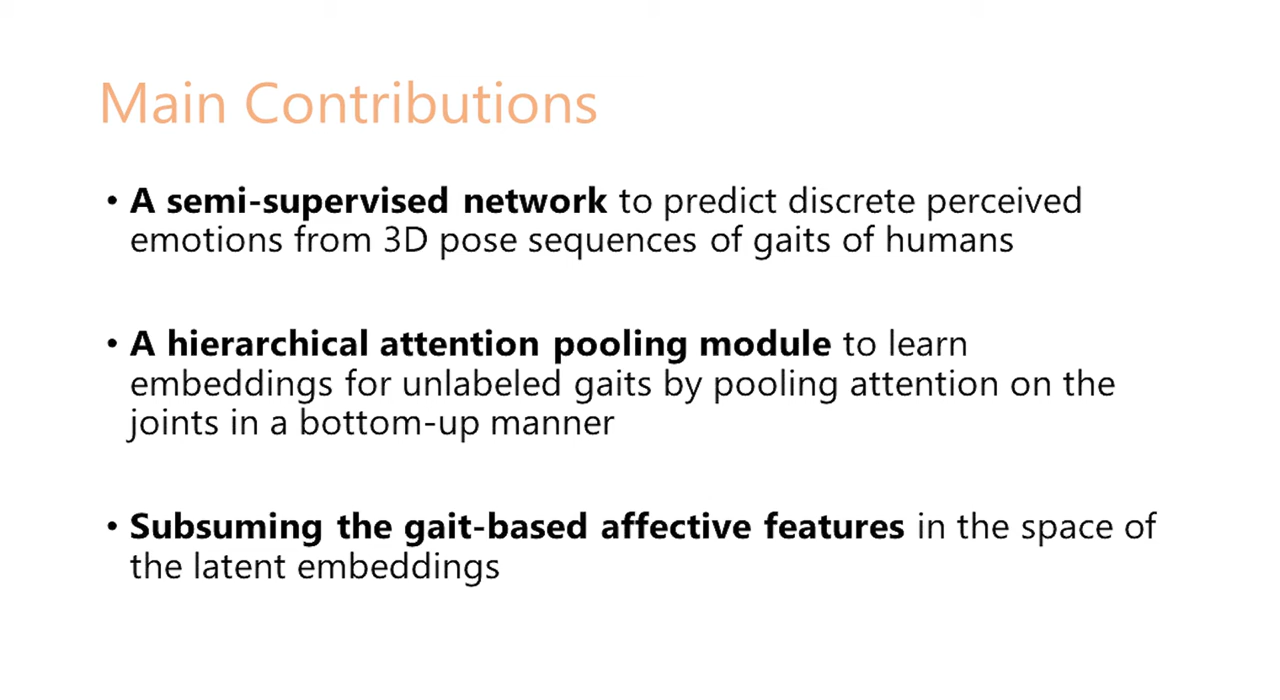 Main Contributions
• A semi-supervised network to predict discrete perceived
emotions from 3D pose sequences of gaits of humans
• A hierarchical attention pooling module to learn
embeddings for unlabeled gaits by pooling attention on the
joints in a bottom-up manner
• Subsuming the gait-based affective features in the space of
the latent embeddings